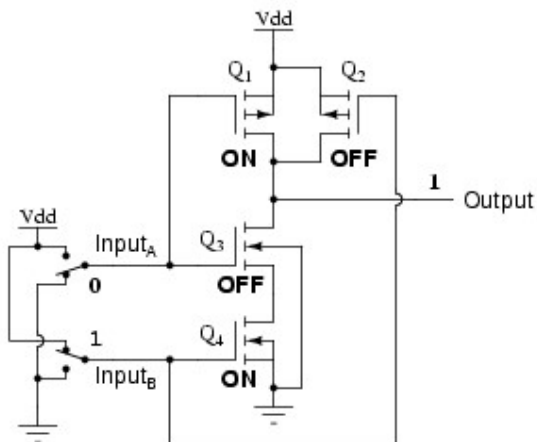 Vdd
Q1 Q2
ON OFF
1 Output
Vdd
InputA Q3
0 OFF
1 Q4
InputB ON